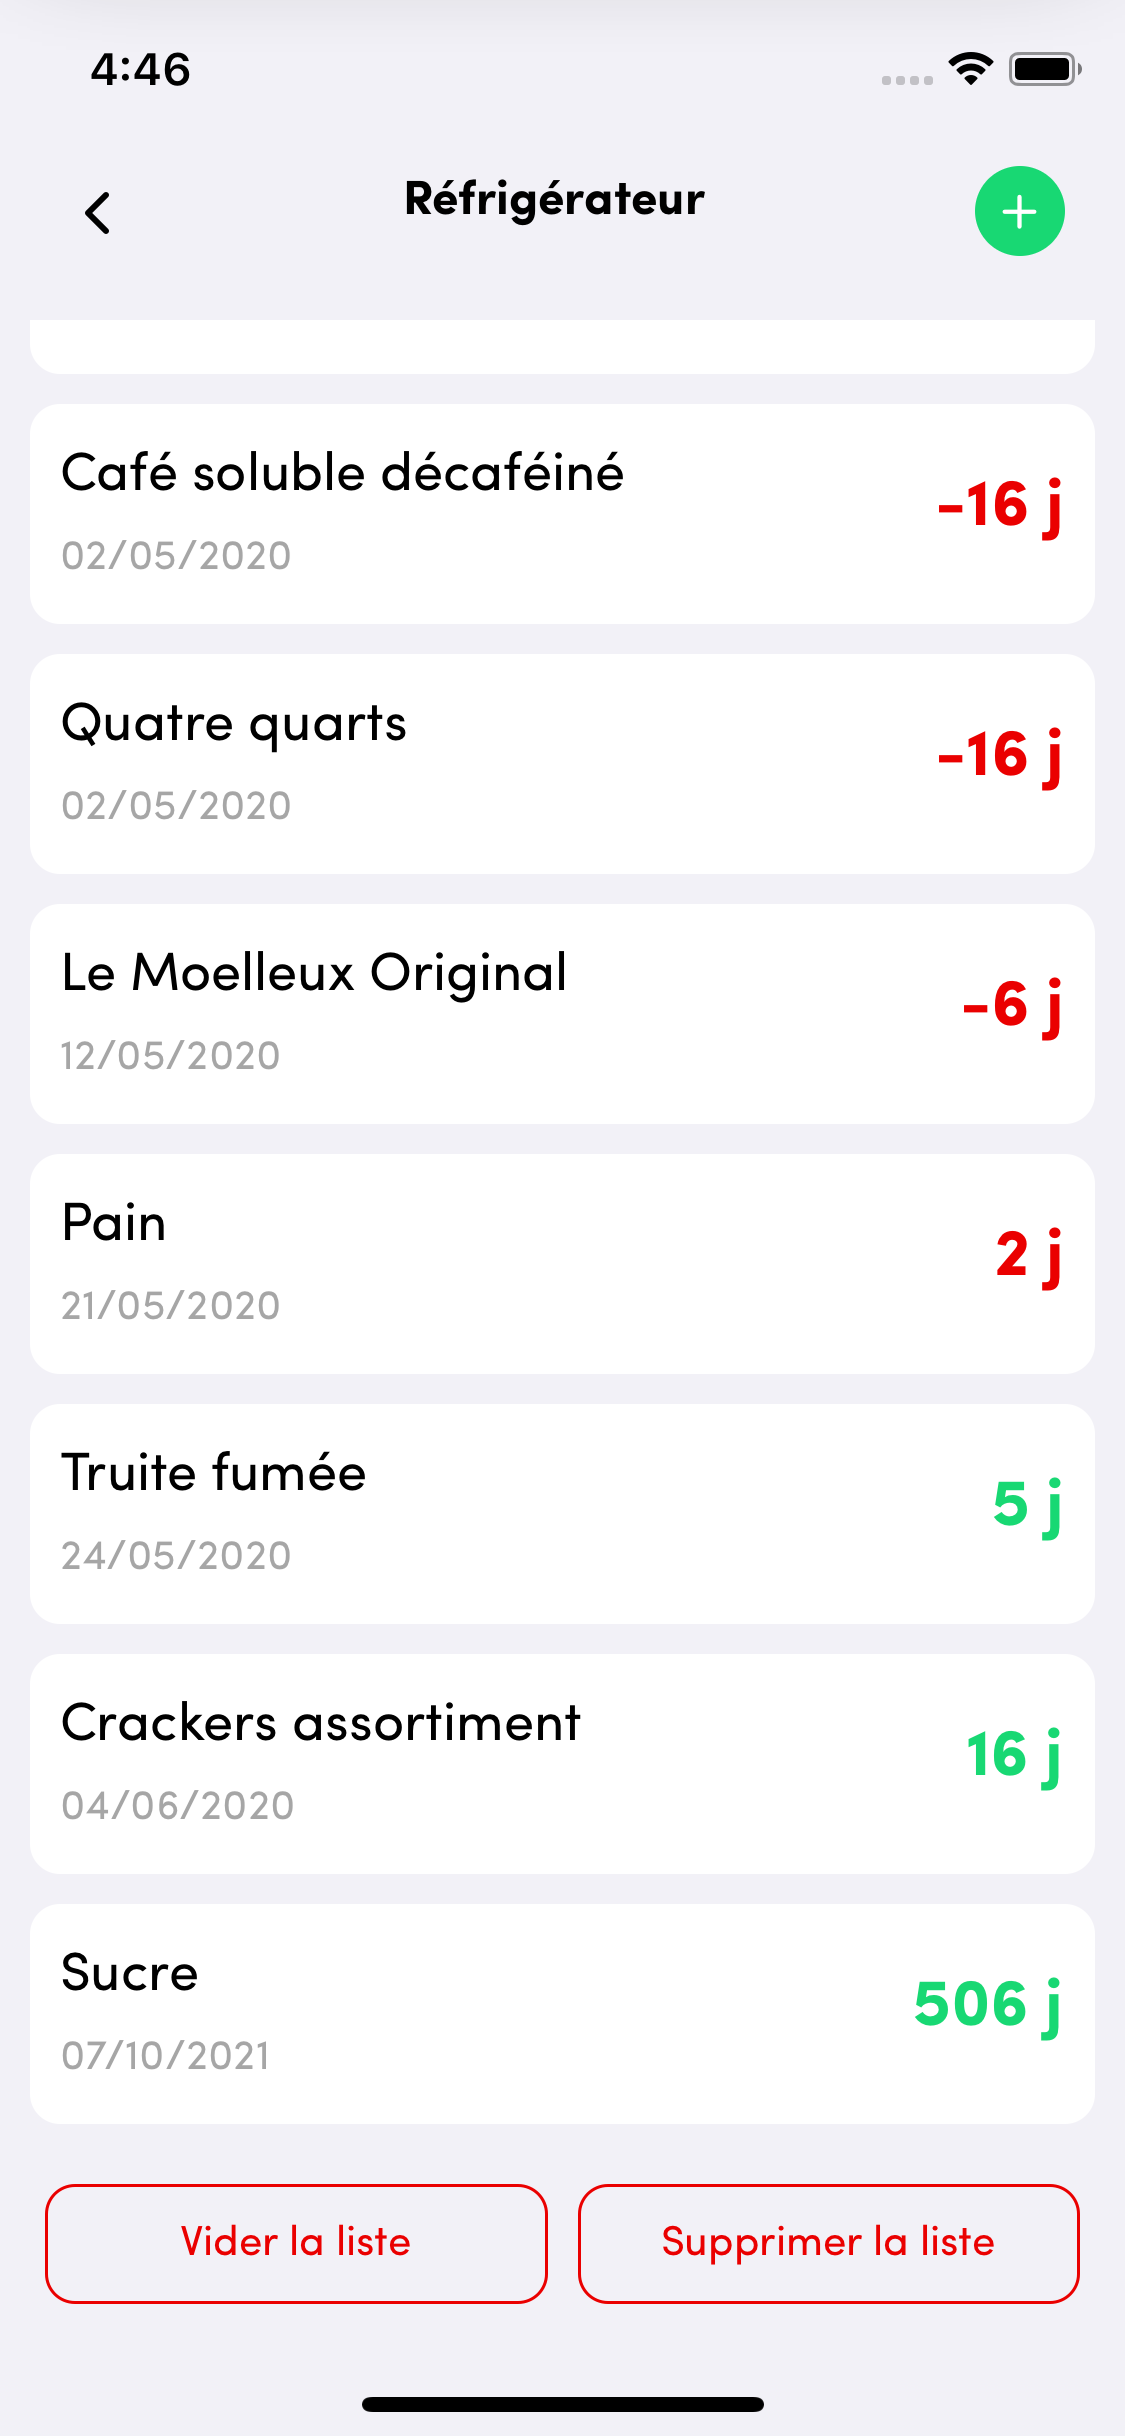 4:46
Réfrigérateur
Café soluble décaféiné
02/05/2020
-16 j
Quatre quarts
02/05/2020
-16 j
Le Moelleux Original
12/05/2020
-6 j
Pain
21/05/2020
2 j
Truite fumée
24/05/2020
5 j
Crackers assortiment
04/06/2020
16 j
Sucre
07/10/2021
506 j
Vider la liste
Supprimer la liste